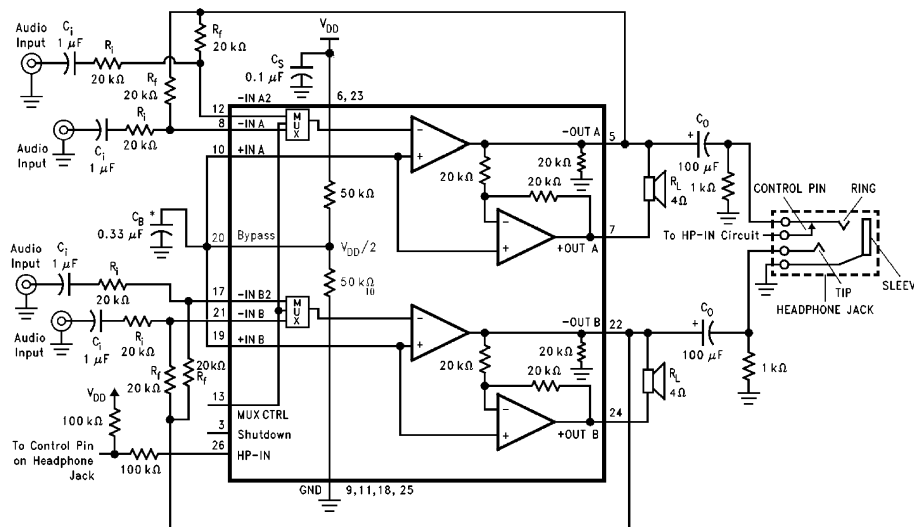 Audio
Input
C_i
1 µF
R_i
20 kΩ
R_f
20 kΩ
R_f
20 kΩ
V_DD
C_S
0.1 µF
6, 23
-IN A2
12
8
-IN A
10
+IN A
MUX
Audio
Input
C_i
1 µF
R_i
20 kΩ
-OUT A
5
20 kΩ
20 kΩ
20 kΩ
R_L
4Ω
7
+OUT A
+
C_O
100 µF
1 kΩ
CONTROL PIN
RING
To HP-IN Circuit
SLEEV
TIP
HEADPHONE JACK
50 kΩ
C_B
0.33 µF
*
20
Bypass
V_DD/2
50 kΩ
10
Audio
Input
C_i
1 µF
R_i
20 kΩ
17
-IN B2
21
-IN B
19
+IN B
MUX
Audio
Input
C_i
1 µF
R_i
20 kΩ
R_f
20 kΩ
20kΩ
R_f
-OUT B
22
20 kΩ
20 kΩ
20 kΩ
R_L
4Ω
24
+OUT B
+
C_O
100 µF
1 kΩ
V_DD
100 kΩ
13
MUX CTRL
3
Shutdown
26
HP-IN
To Control Pin
on Headphone
Jack
100 kΩ
GND
9,11,18, 25